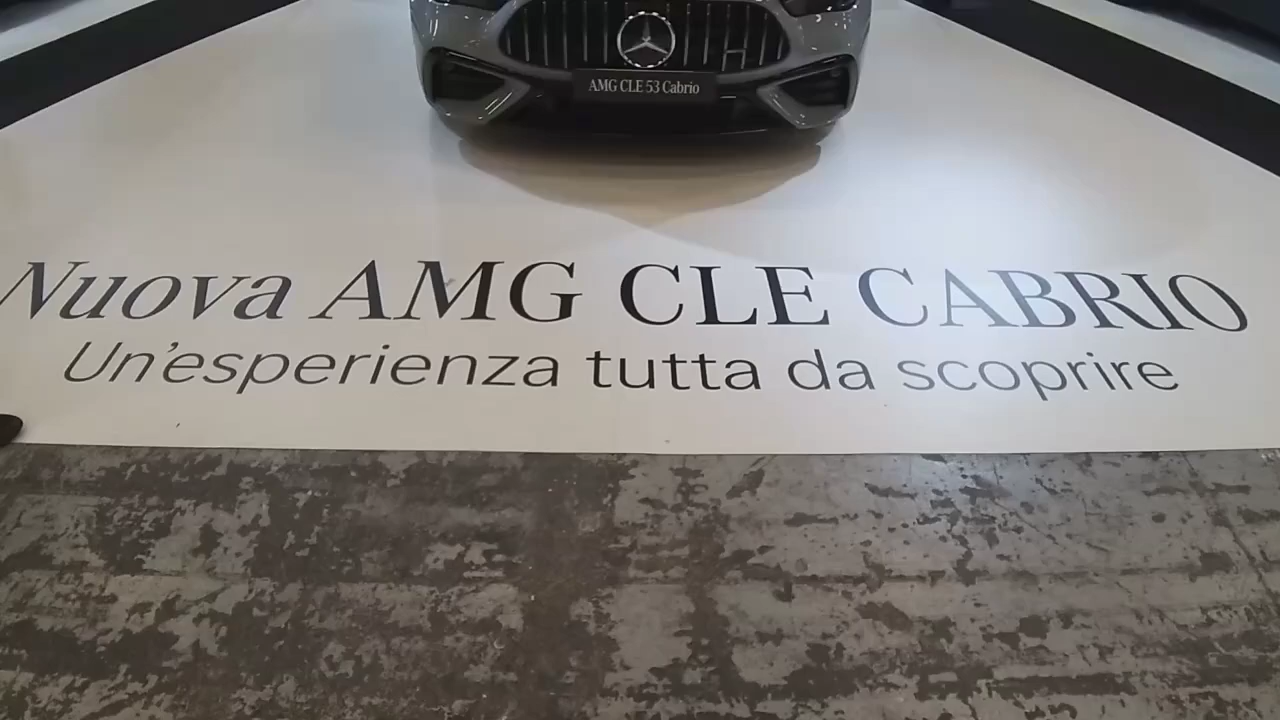 AMG CLE 53 Cabrio
Nuova AMG CLE CABRIO
Un'esperienza tutta da scoprire